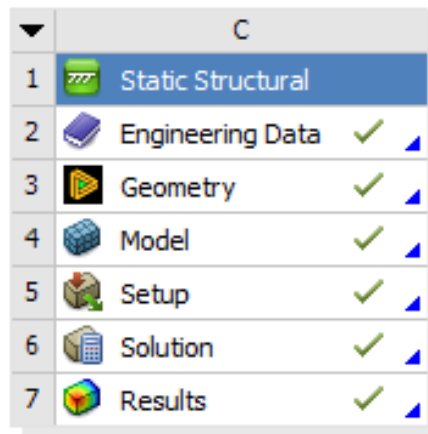 C
1 Static Structural
2 Engineering Data
3 Geometry
4 Model
5 Setup
6 Solution
7 Results